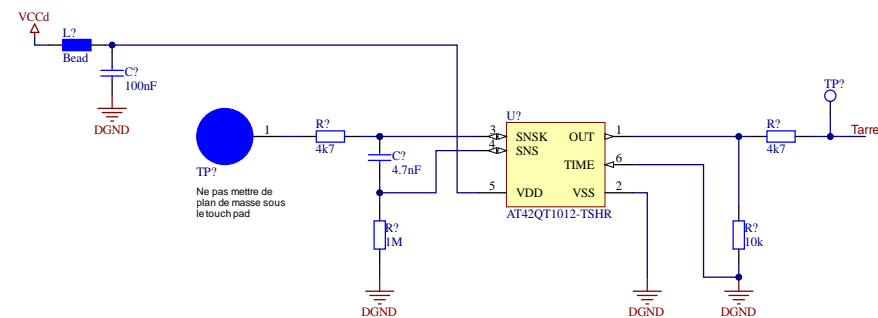 VCCd
L?
Bead
C?
100nF
DGND
TP?
1
Ne pas mettre de
plan de masse sous
le touch pad
R?
4k7
C?
4.7nF
R?
1M
DGND
U?
3
SNSK
4
SNS
5
VDD
OUT
1
TIME
6
VSS
2
AT42QT1012-TSHR
DGND
R?
4k7
TP?
Tarre
R?
10k
DGND